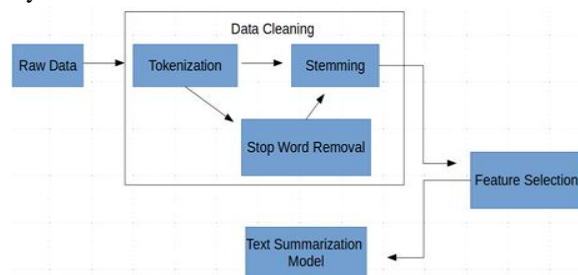 Data Cleaning
Raw Data
Tokenization
Stemming
Stop Word Removal
Feature Selection
Text Summarization
Model